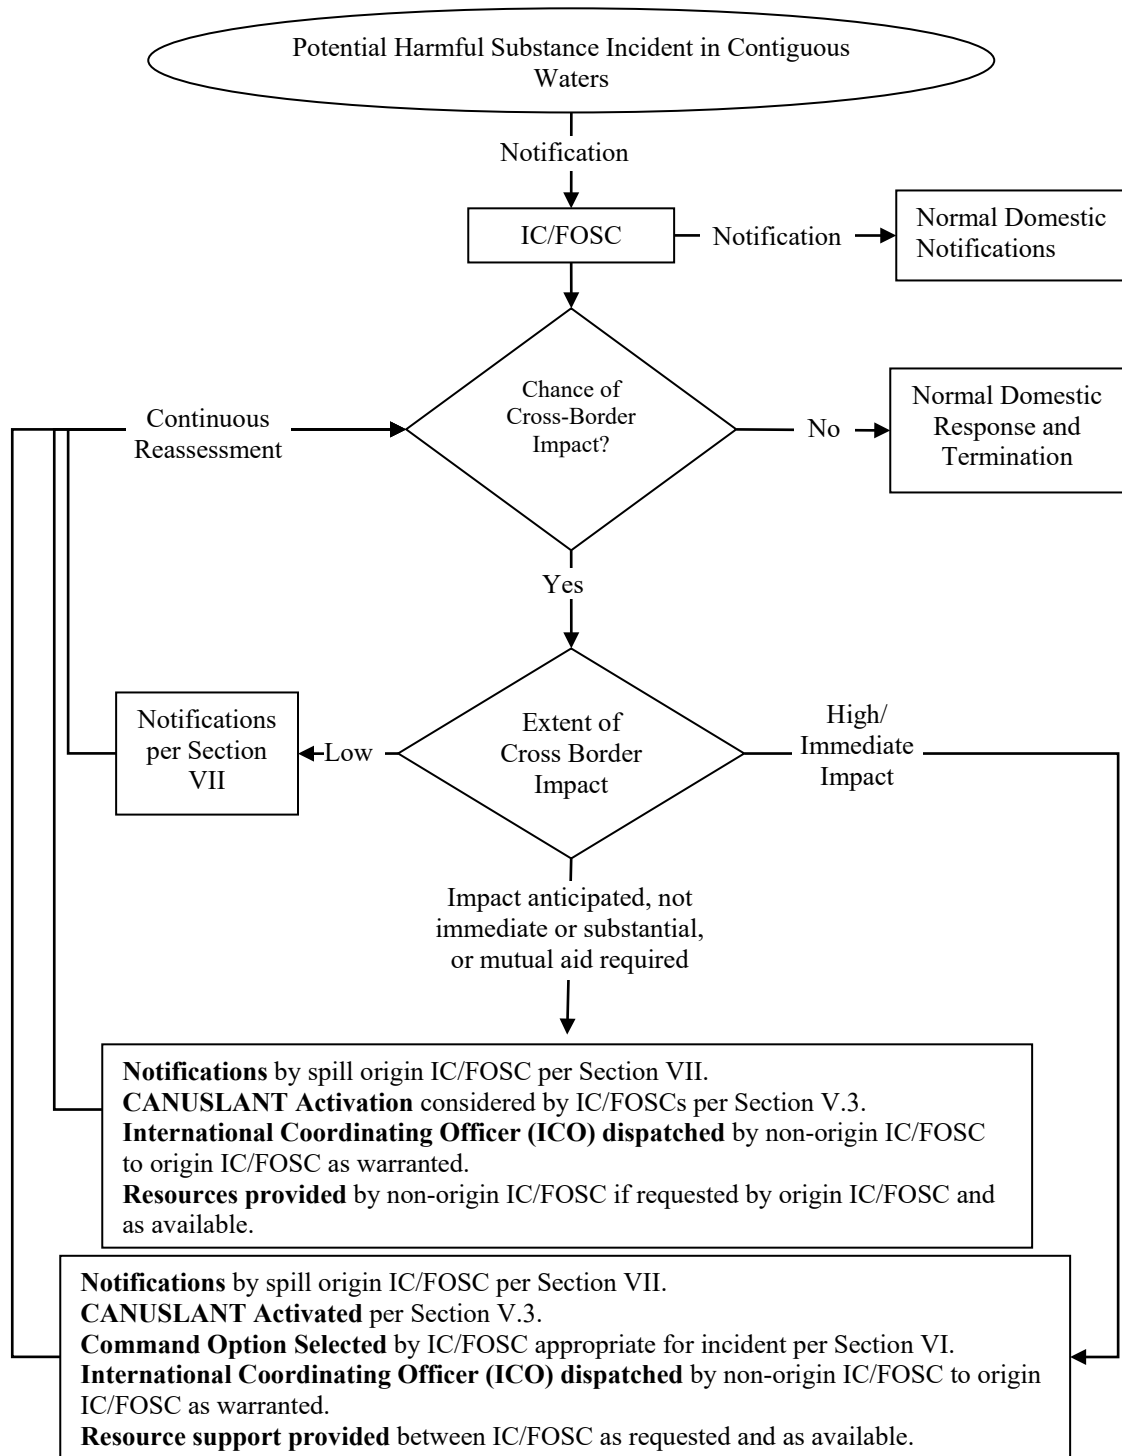 Potential Harmful Substance Incident in Contiguous
Waters
Notification
IC/FOSC
Notification
Normal Domestic
Notifications
Chance of
Cross-Border
Impact?
Continuous
Reassessment
No
Normal Domestic
Response and
Termination
Yes
Notifications
per Section
VII
Low
Extent of
Cross Border
Impact
High/
Immediate
Impact
Impact anticipated, not
immediate or substantial,
or mutual aid required
Notifications by spill origin IC/FOSC per Section VII.
CANUSLANT Activation considered by IC/FOSCs per Section V.3.
International Coordinating Officer (ICO) dispatched by non-origin IC/FOSC
to origin IC/FOSC as warranted.
Resources provided by non-origin IC/FOSC if requested by origin IC/FOSC and
as available.
Notifications by spill origin IC/FOSC per Section VII.
CANUSLANT Activated per Section V.3.
Command Option Selected by IC/FOSC appropriate for incident per Section VI.
International Coordinating Officer (ICO) dispatched by non-origin IC/FOSC to origin
IC/FOSC as warranted.
Resource support provided between IC/FOSC as requested and as available.